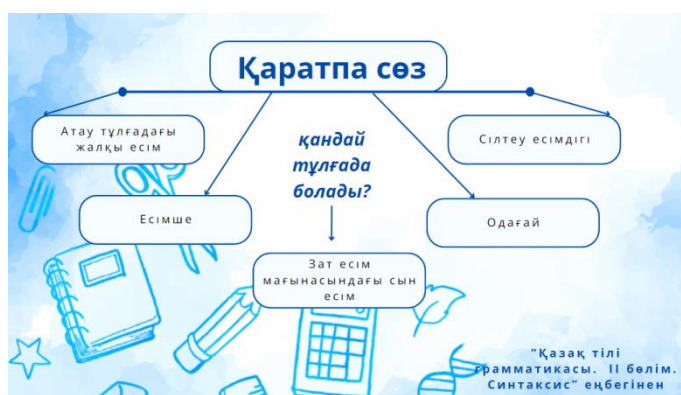 Қаратпа сөз
Атау тұлғадағы
жалқы есім
Сілтеу есімдігі
қандай
тұлғада
болады?
Есімше
Одағай
Зат есім
мағынасындағы сын
есім
"Қазақ тілі
грамматикасы. II бөлім.
Синтаксис" еңбегінен